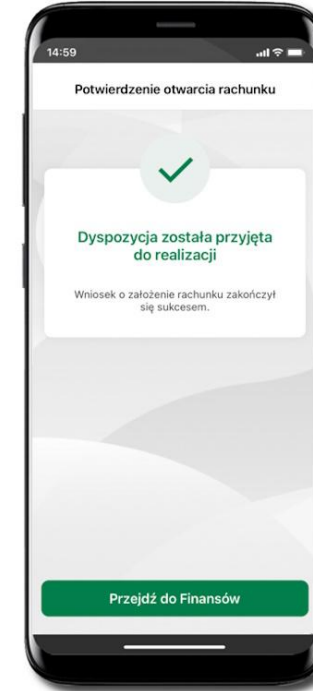 14:59
Potwierdzenie otwarcia rachunku
Dyspozycja została przyjęta
do realizacji
Wniosek o założenie rachunku zakończył
się sukcesem.
Przejdź do Finansów